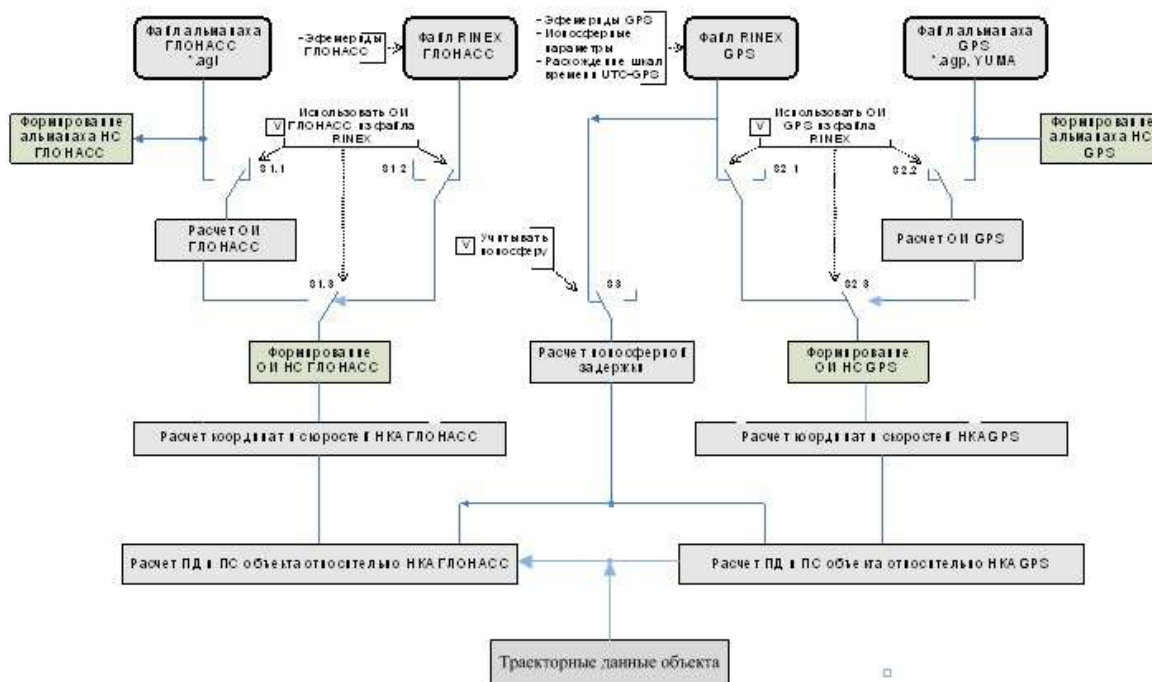 Файл альманаха
ГЛОНАСС
*.agl
- Эфемериды
ГЛОНАСС
Файл RINEX
ГЛОНАСС
- Эфемериды GPS
- Ионосферные
параметры
- Расхождение шкал
времени UTC-GPS
Файл RINEX
GPS
Файл альманаха
GPS
*.agp, YUMA
Формирование
альманаха НС
ГЛОНАСС
V
Использовать ОИ
ГЛОНАСС из файла
RINEX
V
Использовать ОИ
GPS из файла
RINEX
Формирование
альманаха НС
GPS
S1.1
S1.2
S2.1
S2.2
Расчет ОИ
ГЛОНАСС
V
Учитывать
ионосферу
Расчет ОИ GPS
S1.3
S3
S2.3
Формирование
ОИ НС ГЛОНАСС
Расчет ионосферной
задержки
Формирование
ОИ НС GPS
Расчет координат и скоростей НКА ГЛОНАСС
Расчет координат и скоростей НКА GPS
Расчет ПД и ПС объекта относительно НКА ГЛОНАСС
Расчет ПД и ПС объекта относительно НКА GPS
Траекторные данные объекта